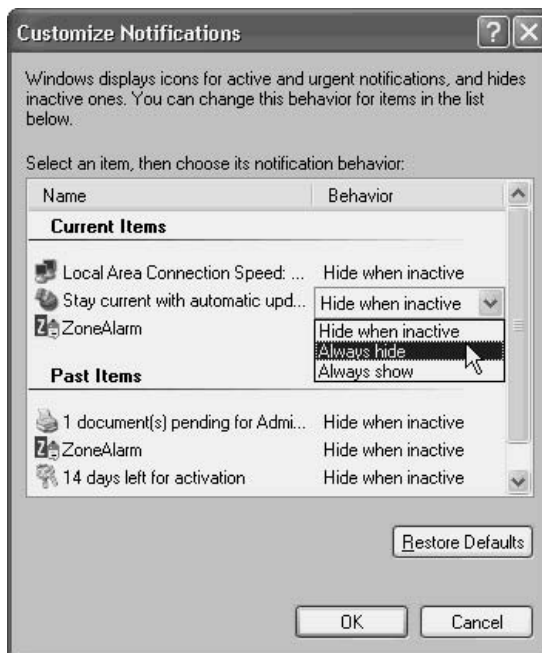 Customize Notifications
Windows displays icons for active and urgent notifications, and hides
inactive ones. You can change this behavior for items in the list
below.
Select an item, then choose its notification behavior:
Name Behavior
Current Items
Local Area Connection Speed: ... Hide when inactive
Stay current with automatic upd... Hide when inactive
ZoneAlarm Hide when inactive
Always hide
Always show
Past Items
1 document(s) pending for Admi... Hide when inactive
ZoneAlarm Hide when inactive
14 days left for activation Hide when inactive
Restore Defaults
OK Cancel